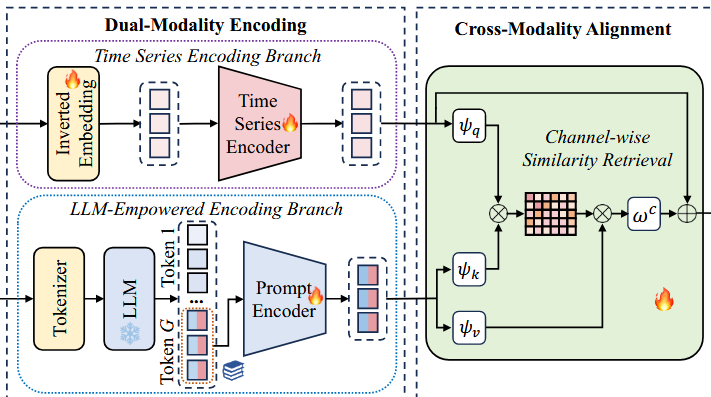 Dual-Modality Encoding
Time Series Encoding Branch
Inverted
Embedding
Time
Series
Encoder
LLM-Empowered Encoding Branch
Tokenizer
LLM
Token 1
...
Token G
Prompt
Encoder
Cross-Modality Alignment
ψq
Channel-wise
Similarity Retrieval
ωᶜ
ψk
ψv